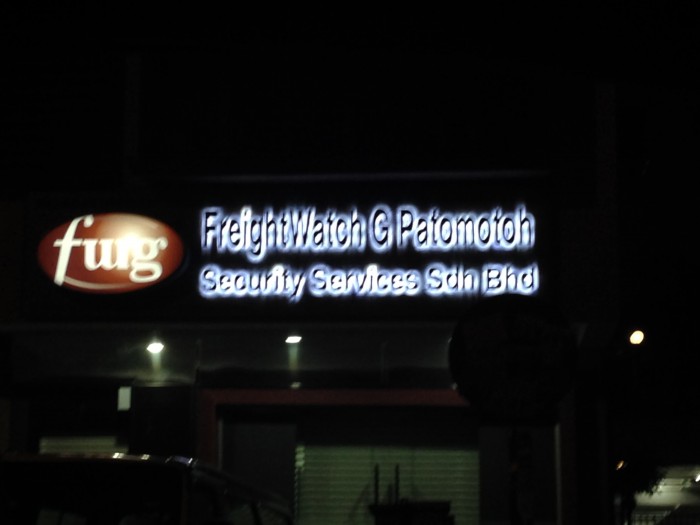 fwg
FreightWatch G Patomotoh
Security Services Sdn Bhd